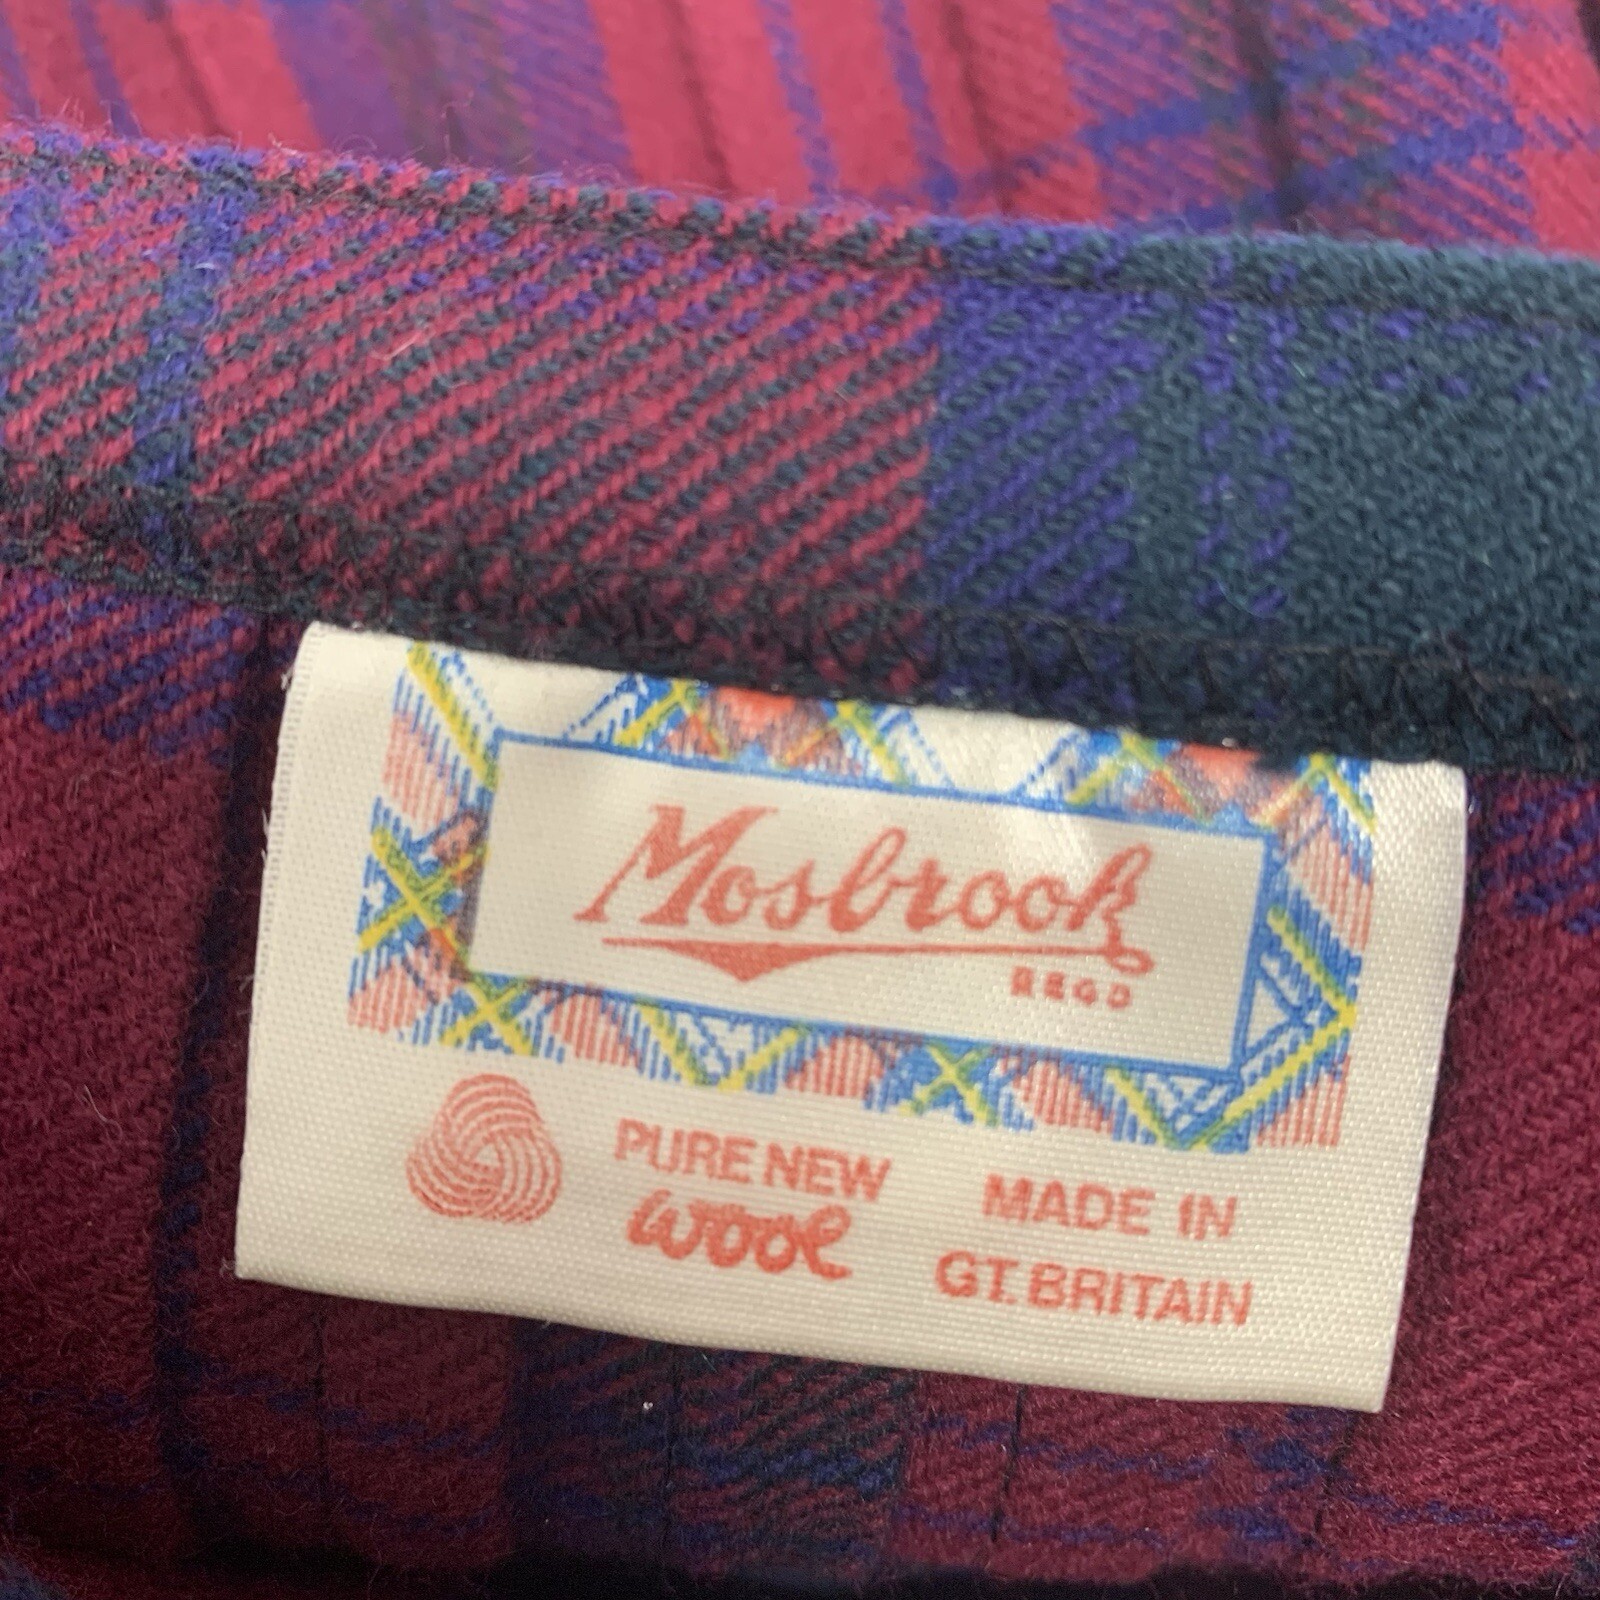 Mosbrook
REGD
PURE NEW
wool
MADE IN
GT. BRITAIN